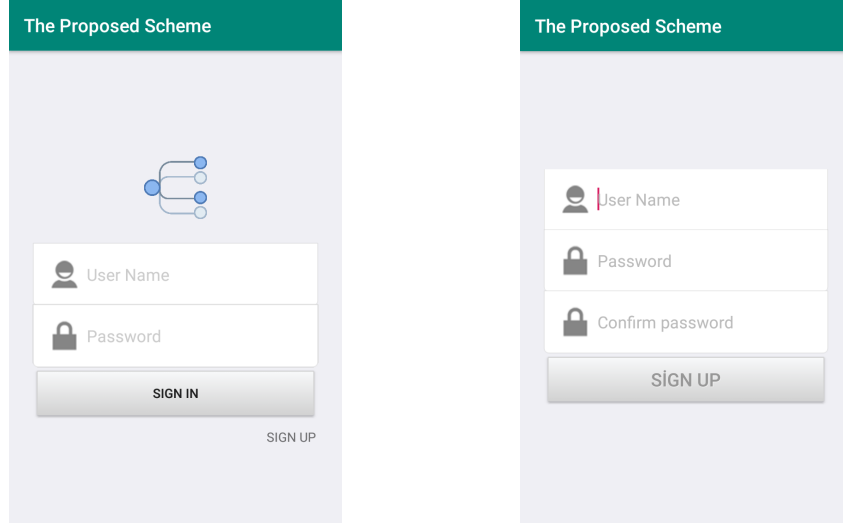 The Proposed Scheme
User Name
Password
SIGN IN
SIGN UP
The Proposed Scheme
User Name
Password
Confirm password
SİGN UP